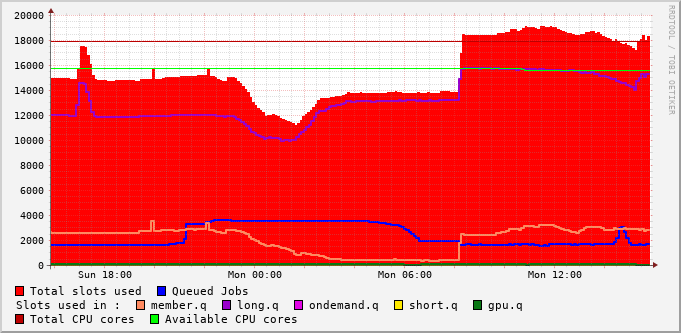 RRDTOOL / TOBI OETIKER
20000
18000
16000
14000
12000
10000
8000
6000
4000
2000
0
Sun 18:00 Mon 00:00 Mon 06:00 Mon 12:00
Total slots used Queued Jobs
Slots used in : member.q long.q ondemand.q short.q gpu.q
Total CPU cores Available CPU cores